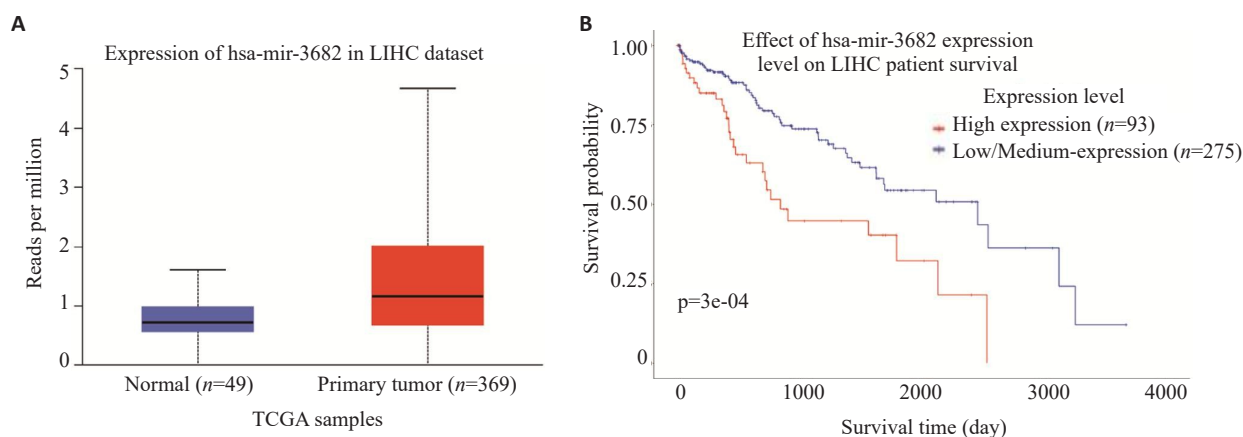 A
Expression of hsa-mir-3682 in LIHC dataset
Reads per million
5
4
3
2
1
0
Normal (n=49)
Primary tumor (n=369)
TCGA samples
B
Effect of hsa-mir-3682 expression
level on LIHC patient survival
Expression level
High expression (n=93)
Low/Medium-expression (n=275)
Survival probability
1.00
0.75
0.50
0.25
0
p=3e-04
0
1000
2000
3000
4000
Survival time (day)